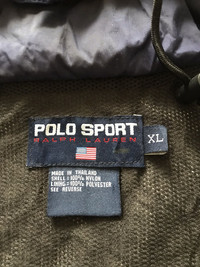 POLO SPORT
RALPH LAUREN
XL
MADE IN THAILAND
SHELL = 100% NYLON
LINING = 100% POLYESTER
SEE REVERSE